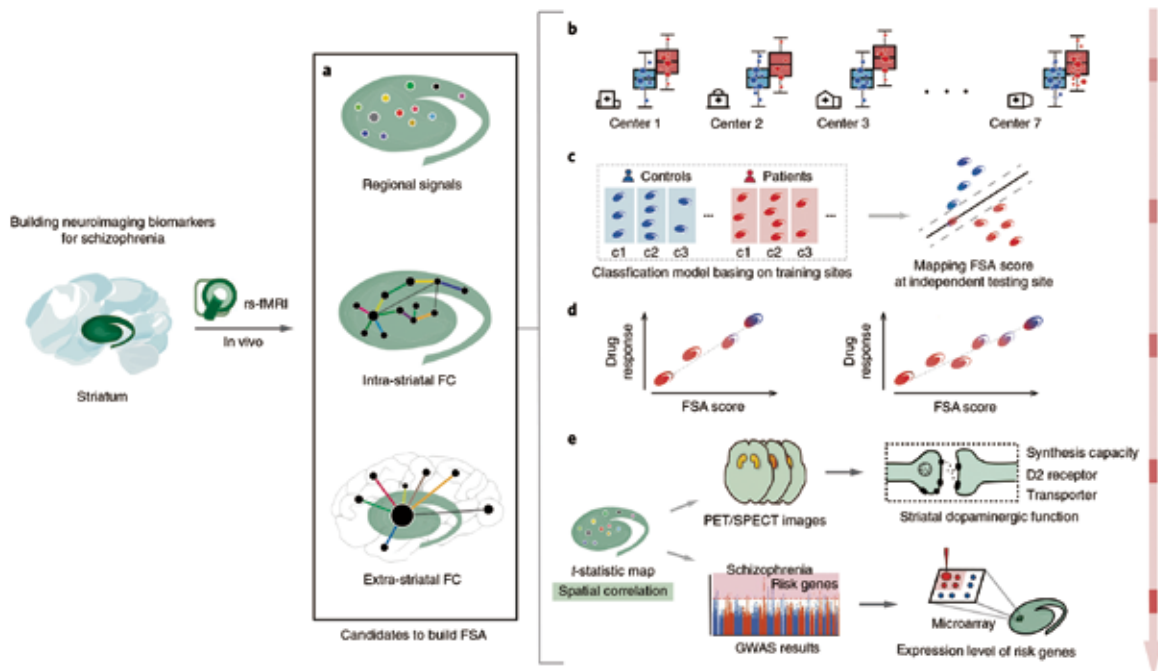 Building neuroimaging biomarkers
for schizophrenia
Striatum
rs-fMRI
In vivo
a
Regional signals
Intra-striatal FC
Extra-striatal FC
Candidates to build FSA
b
Center 1
Center 2
Center 3
Center 7
c
Controls
Patients
...
...
c1
c2
c3
c1
c2
c3
Classfication model basing on training sites
Mapping FSA score
at independent testing site
d
Drug
response
FSA score
Drug
response
FSA score
e
t-statistic map
Spatial correlation
PET/SPECT images
Synthesis capacity
D2 receptor
Transporter
Striatal dopaminergic function
Schizophrenia
Risk genes
GWAS results
Microarray
Expression level of risk genes